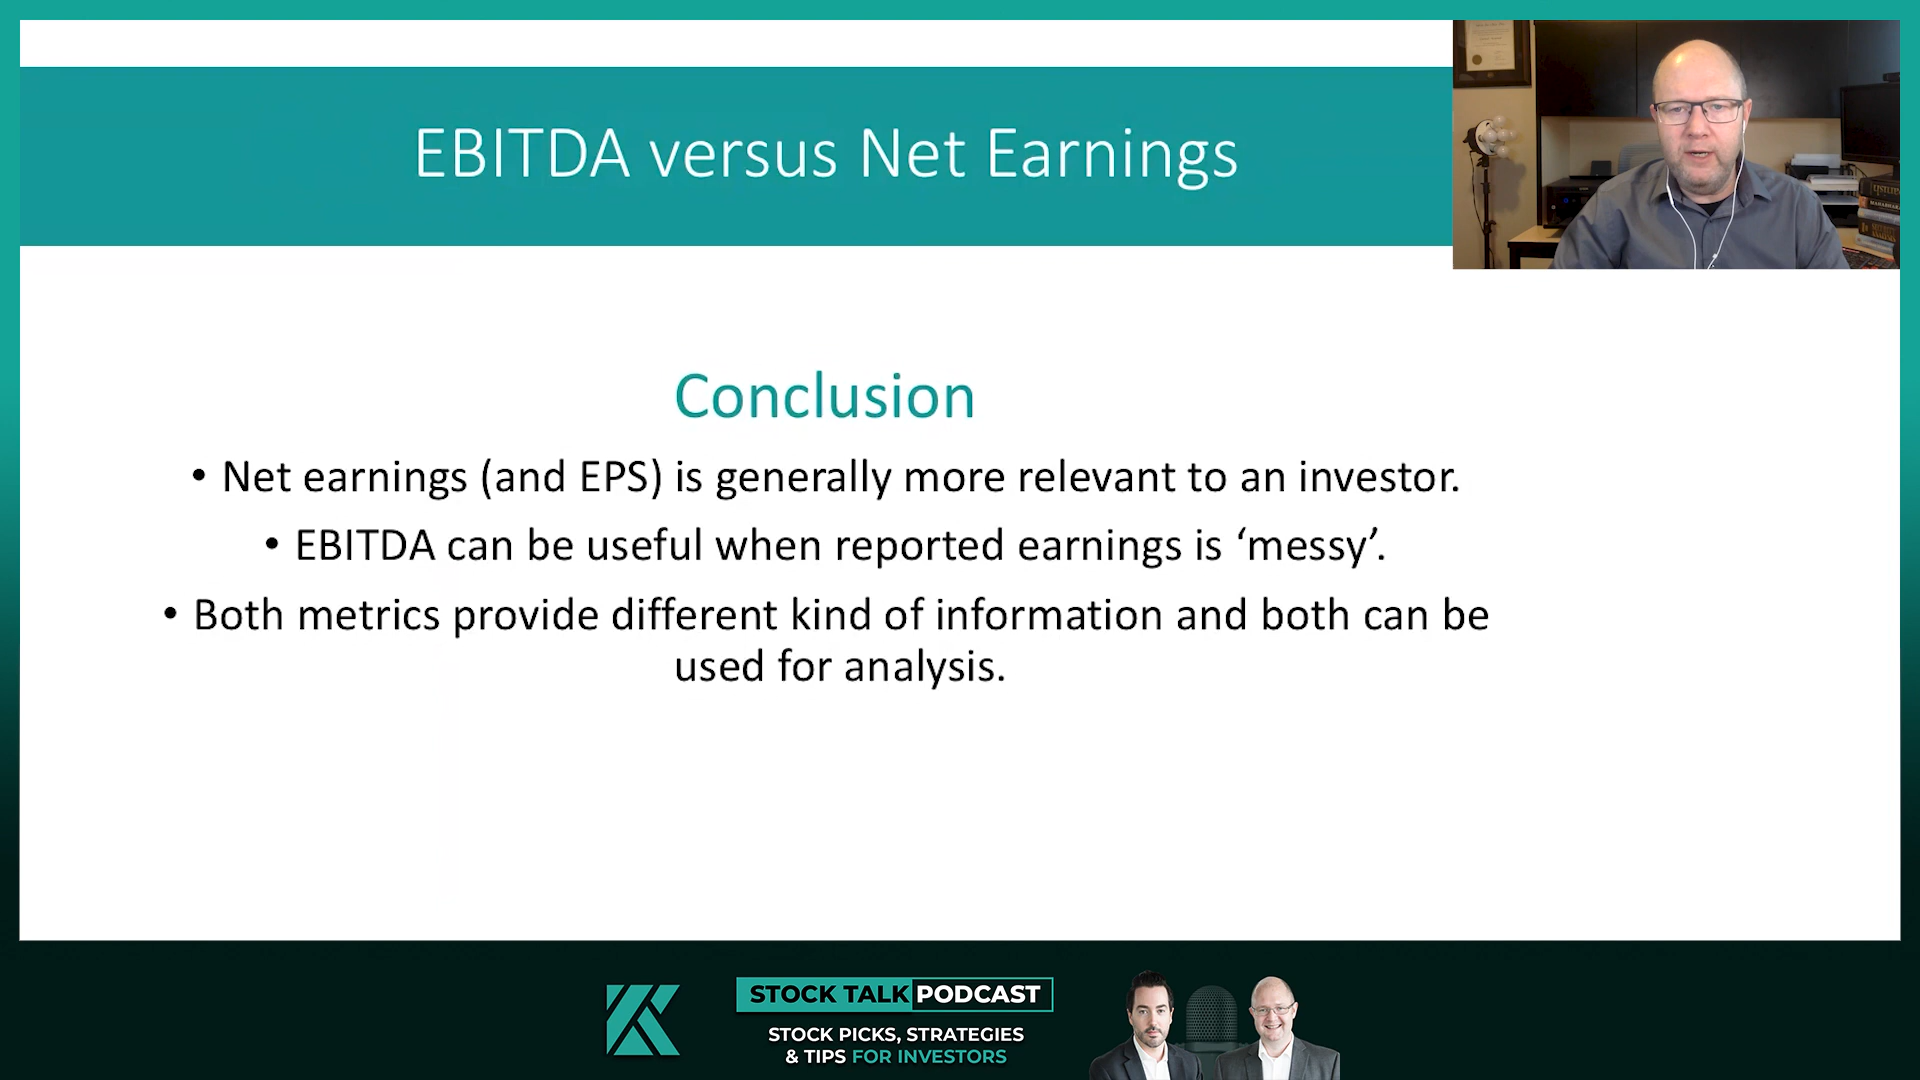 EBITDA versus Net Earnings
Conclusion
• Net earnings (and EPS) is generally more relevant to an investor.
• EBITDA can be useful when reported earnings is ‘messy’.
• Both metrics provide different kind of information and both can be
used for analysis.
STOCK TALK PODCAST
STOCK PICKS, STRATEGIES
& TIPS FOR INVESTORS